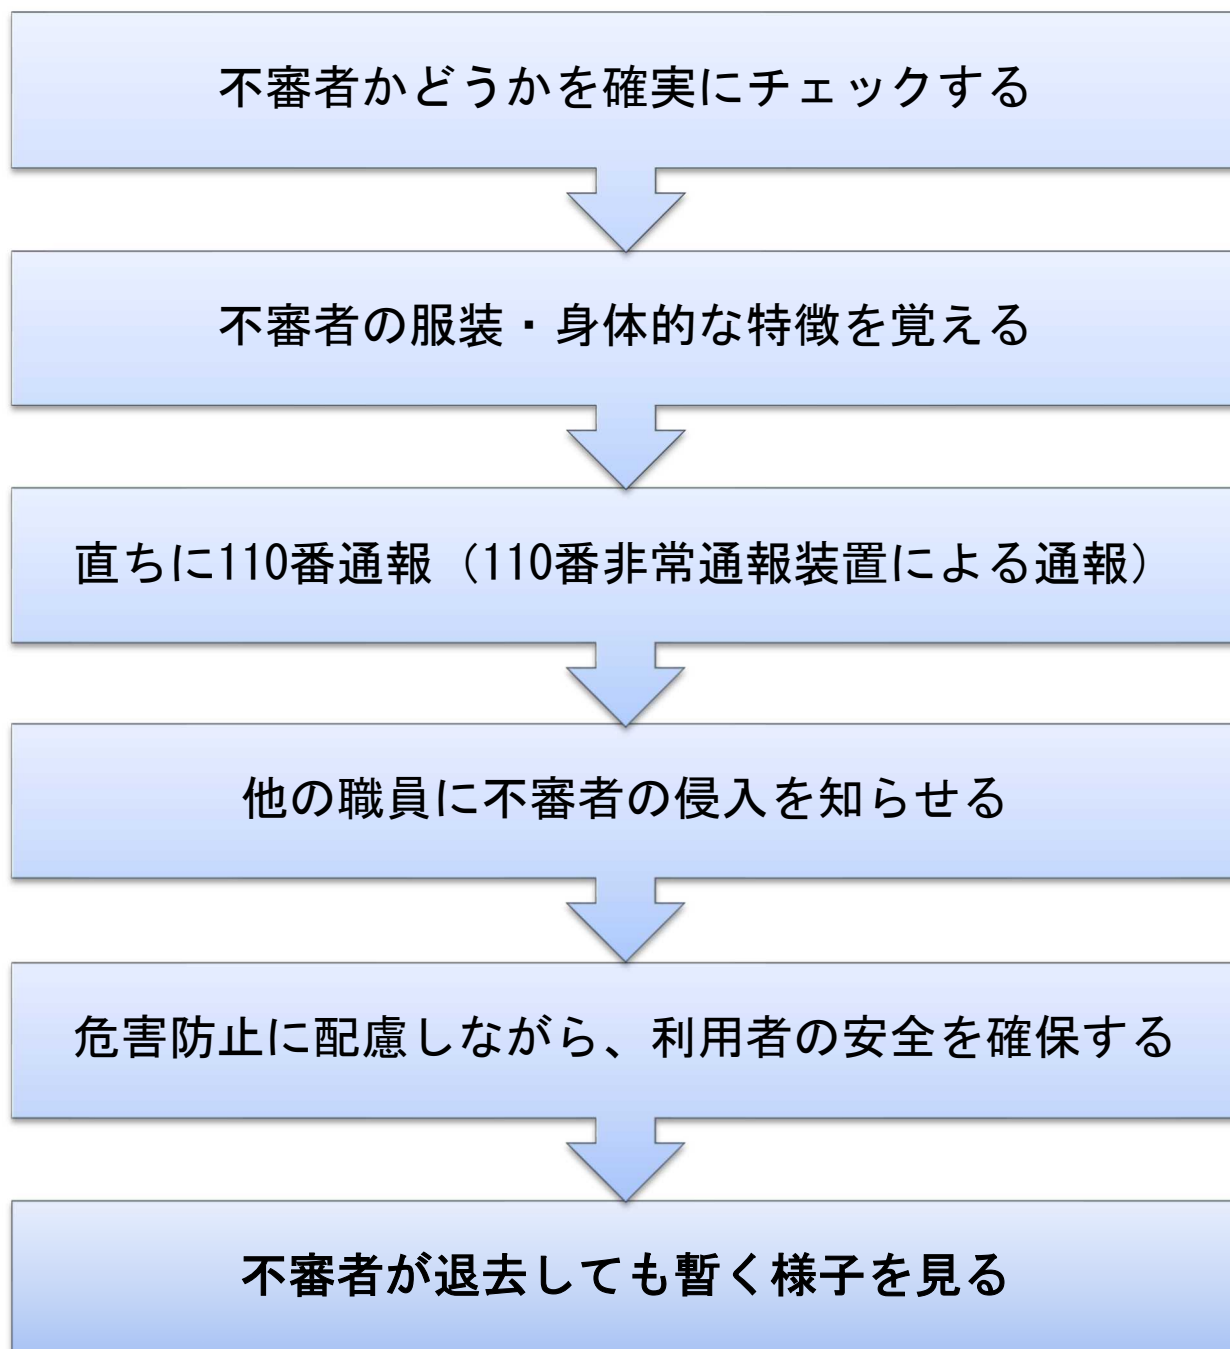 不審者かどうかを確実にチェックする
不審者の服装・身体的な特徴を覚える
直ちに110番通報（110番非常通報装置による通報）
他の職員に不審者の侵入を知らせる
危害防止に配慮しながら、利用者の安全を確保する
不審者が退去しても暫く様子を見る